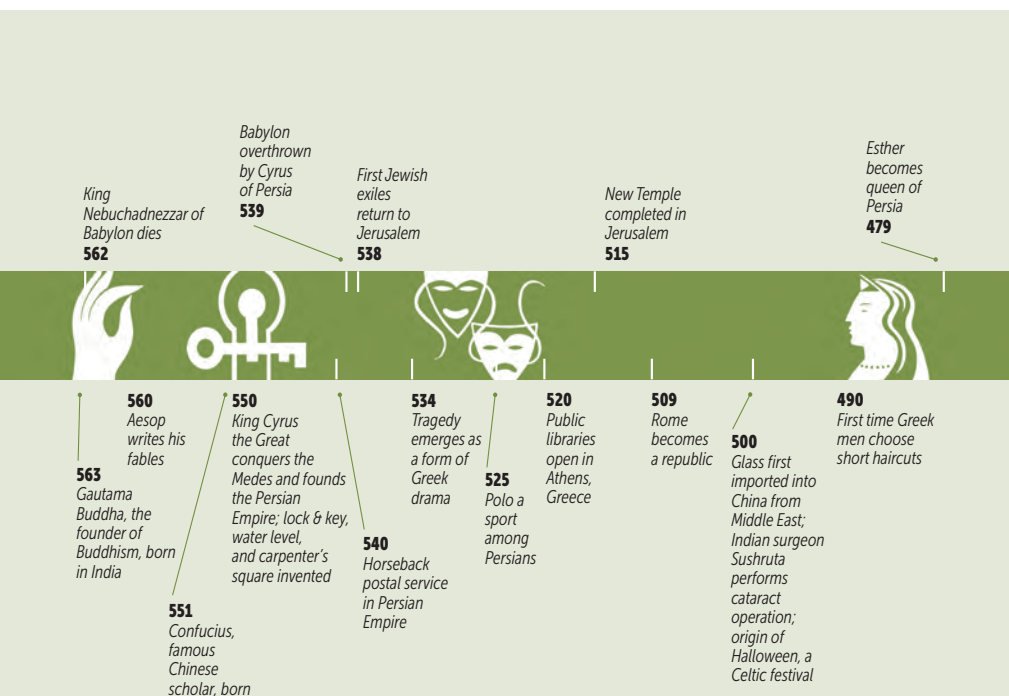 King
Nebuchadnezzar of
Babylon dies
562
Babylon
overthrown
by Cyrus
of Persia
539
First Jewish
exiles
return to
Jerusalem
538
New Temple
completed in
Jerusalem
515
Esther
becomes
queen of
Persia
479
563
Gautama
Buddha, the
founder of
Buddhism, born
in India
560
Aesop
writes his
fables
551
Confucius,
famous
Chinese
scholar, born
550
King Cyrus
the Great
conquers the
Medes and founds
the Persian
Empire; lock & key,
water level,
and carpenter's
square invented
540
Horseback
postal service
in Persian
Empire
534
Tragedy
emerges as
a form of
Greek
drama
525
Polo a
sport
among
Persians
520
Public
libraries
open in
Athens,
Greece
509
Rome
becomes
a republic
500
Glass first
imported into
China from
Middle East;
Indian surgeon
Sushruta
performs
cataract
operation;
origin of
Halloween, a
Celtic festival
490
First time Greek
men choose
short haircuts